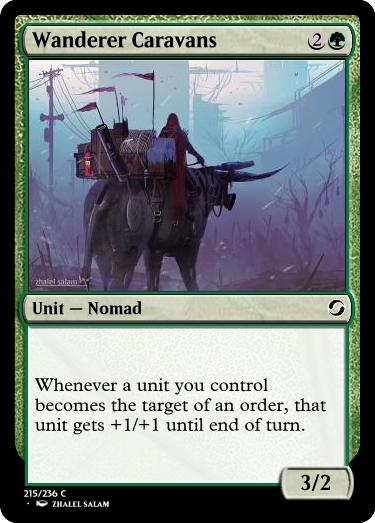 Wanderer Caravans 2
zhalel salam
Unit — Nomad
Whenever a unit you control
becomes the target of an order, that
unit gets +1/+1 until end of turn.
3/2
215/236 C
· ZHALEL SALAM